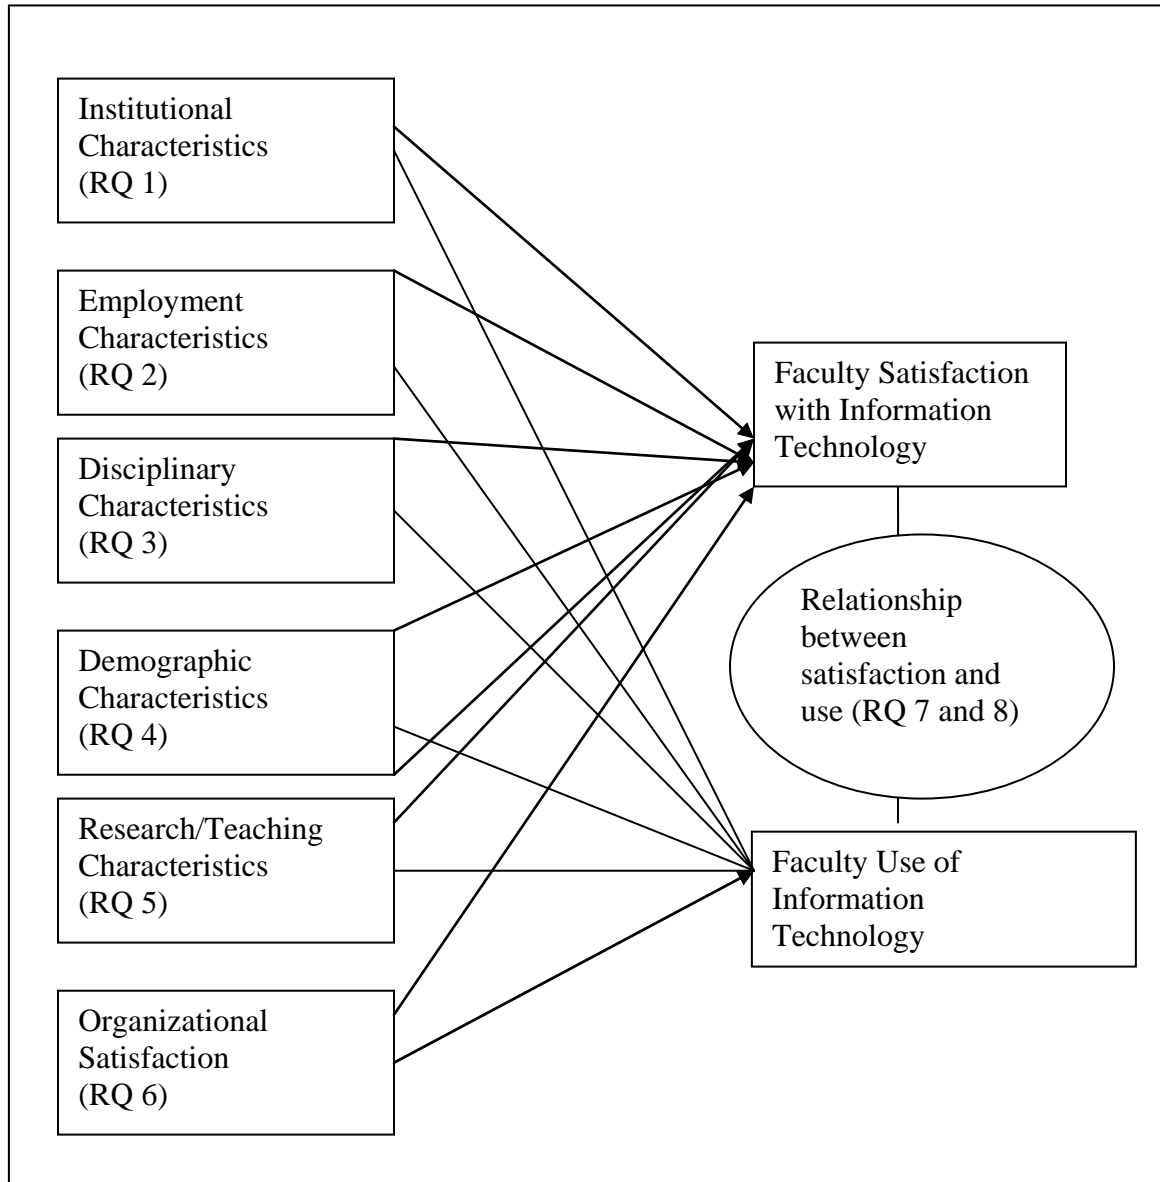 Institutional
Characteristics
(RQ 1)
Employment
Characteristics
(RQ 2)
Disciplinary
Characteristics
(RQ 3)
Demographic
Characteristics
(RQ 4)
Research/Teaching
Characteristics
(RQ 5)
Organizational
Satisfaction
(RQ 6)
Faculty Satisfaction
with Information
Technology
Relationship
between
satisfaction and
use (RQ 7 and 8)
Faculty Use of
Information
Technology